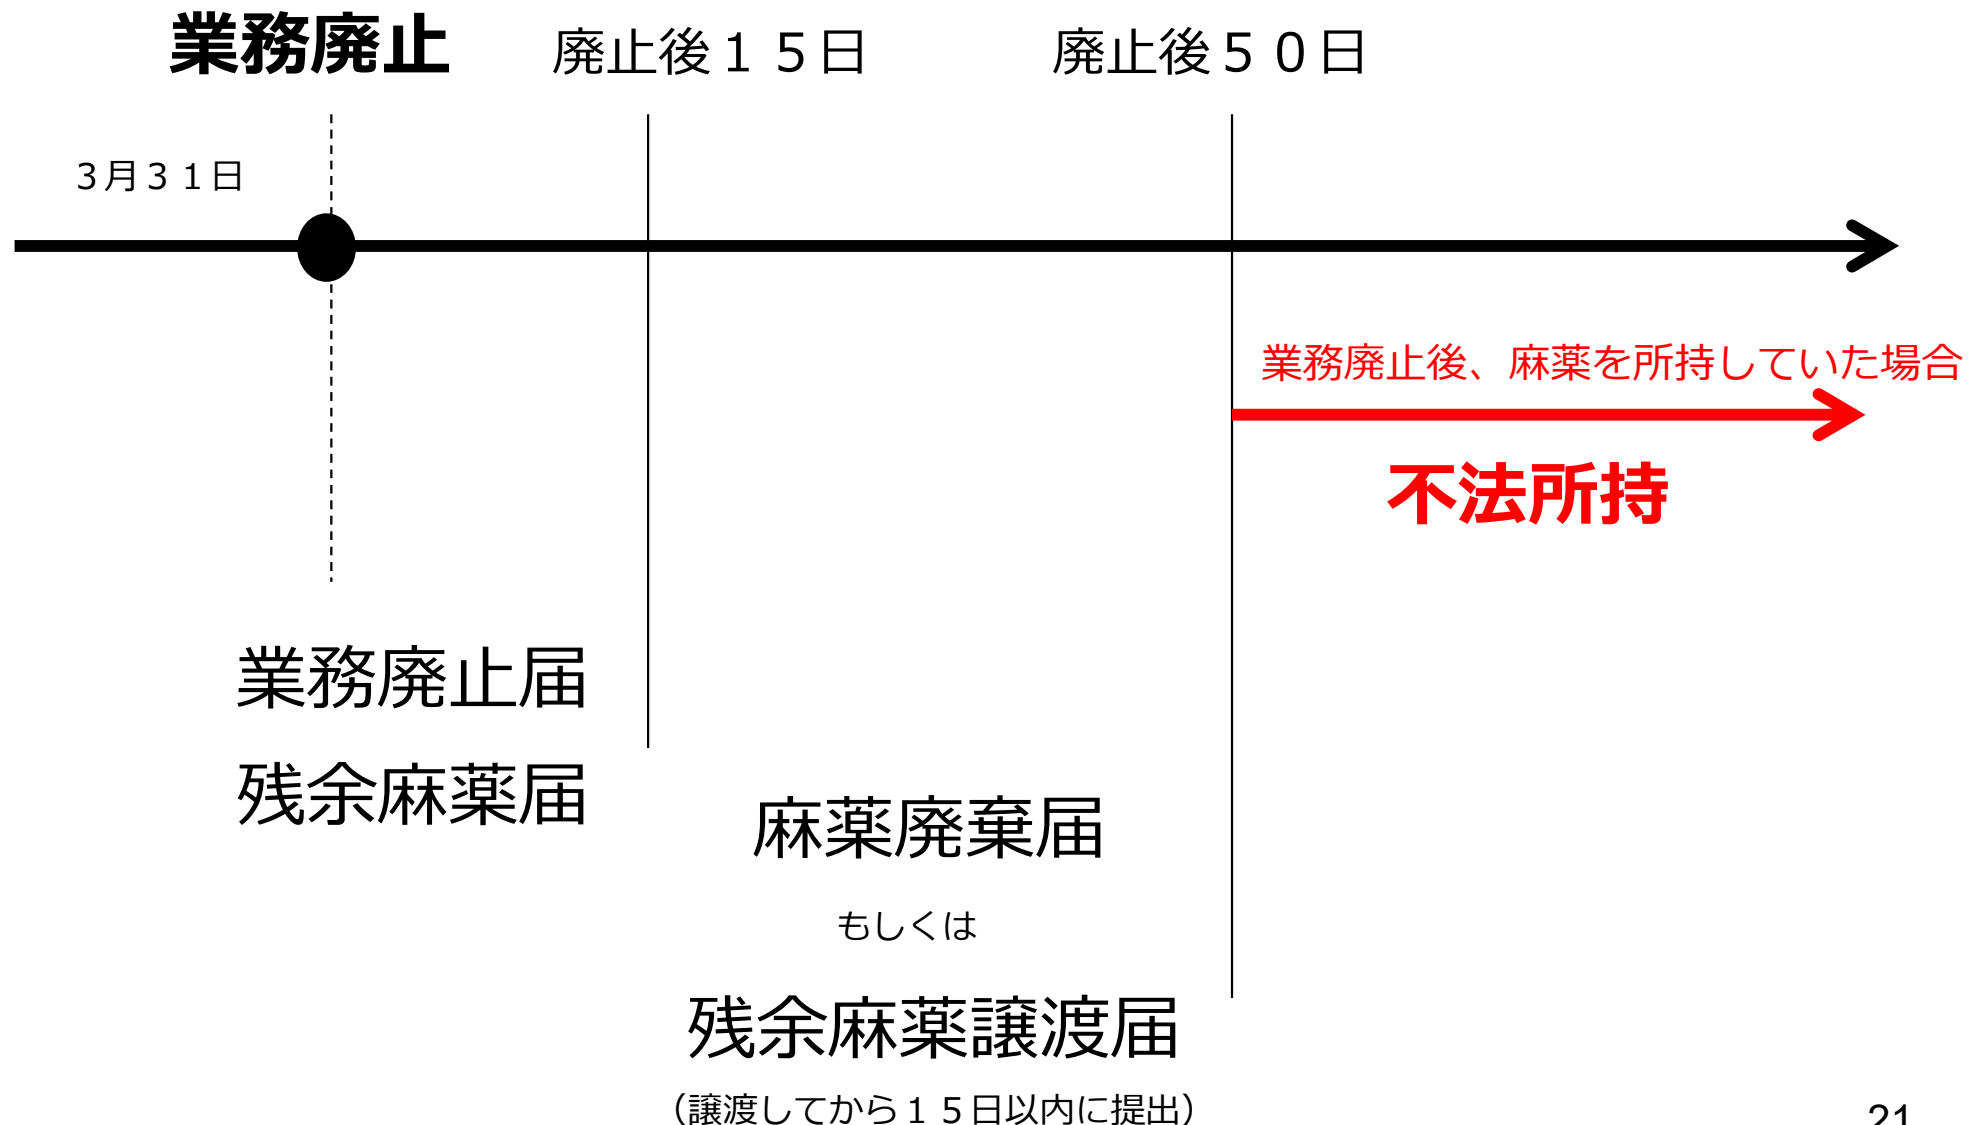 業務廃止
廃止後１５日
廃止後５０日
３月３１日
業務廃止後、麻薬を所持していた場合
不法所持
業務廃止届
残余麻薬届
麻薬廃棄届
もしくは
残余麻薬譲渡届
（譲渡してから１５日以内に提出）
21